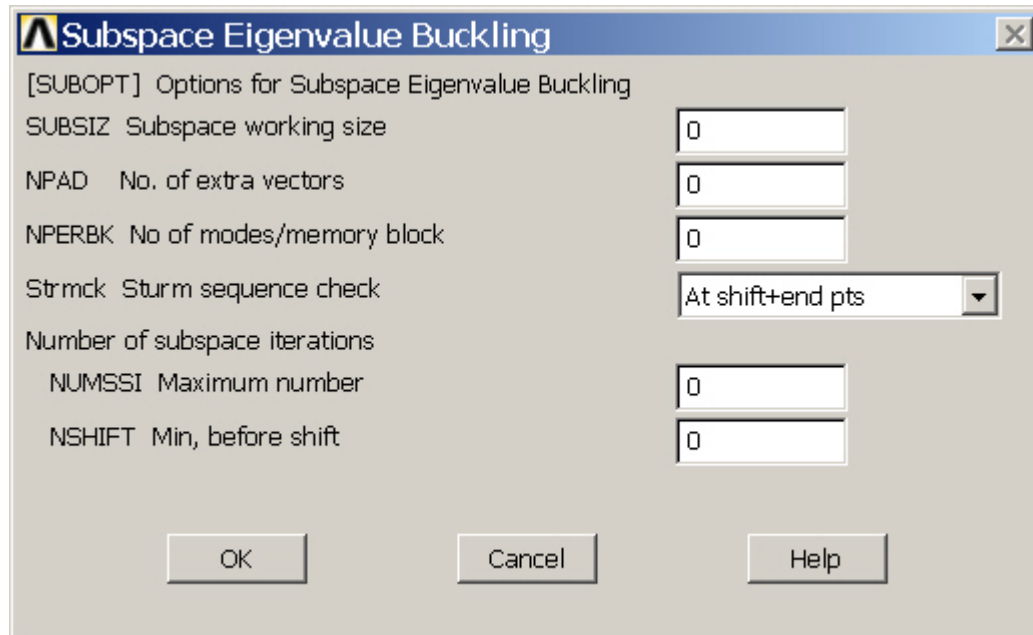 Subspace Eigenvalue Buckling
[SUBOPT] Options for Subspace Eigenvalue Buckling
SUBSIZ Subspace working size 0
NPAD No. of extra vectors 0
NPERBK No of modes/memory block 0
Strmck Sturm sequence check At shift+end pts
Number of subspace iterations
NUMSSI Maximum number 0
NSHIFT Min, before shift 0
OK Cancel Help